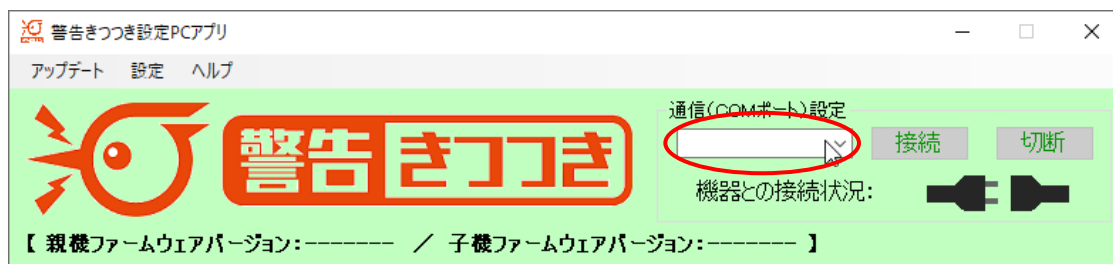 警告きつつき設定PCアプリ
アップデート 設定 ヘルプ
通信(COMポート)設定
警告きつつき
接続 切断
機器との接続状況:
【 親機ファームウェアバージョン:------- ／ 子機ファームウェアバージョン:------- 】